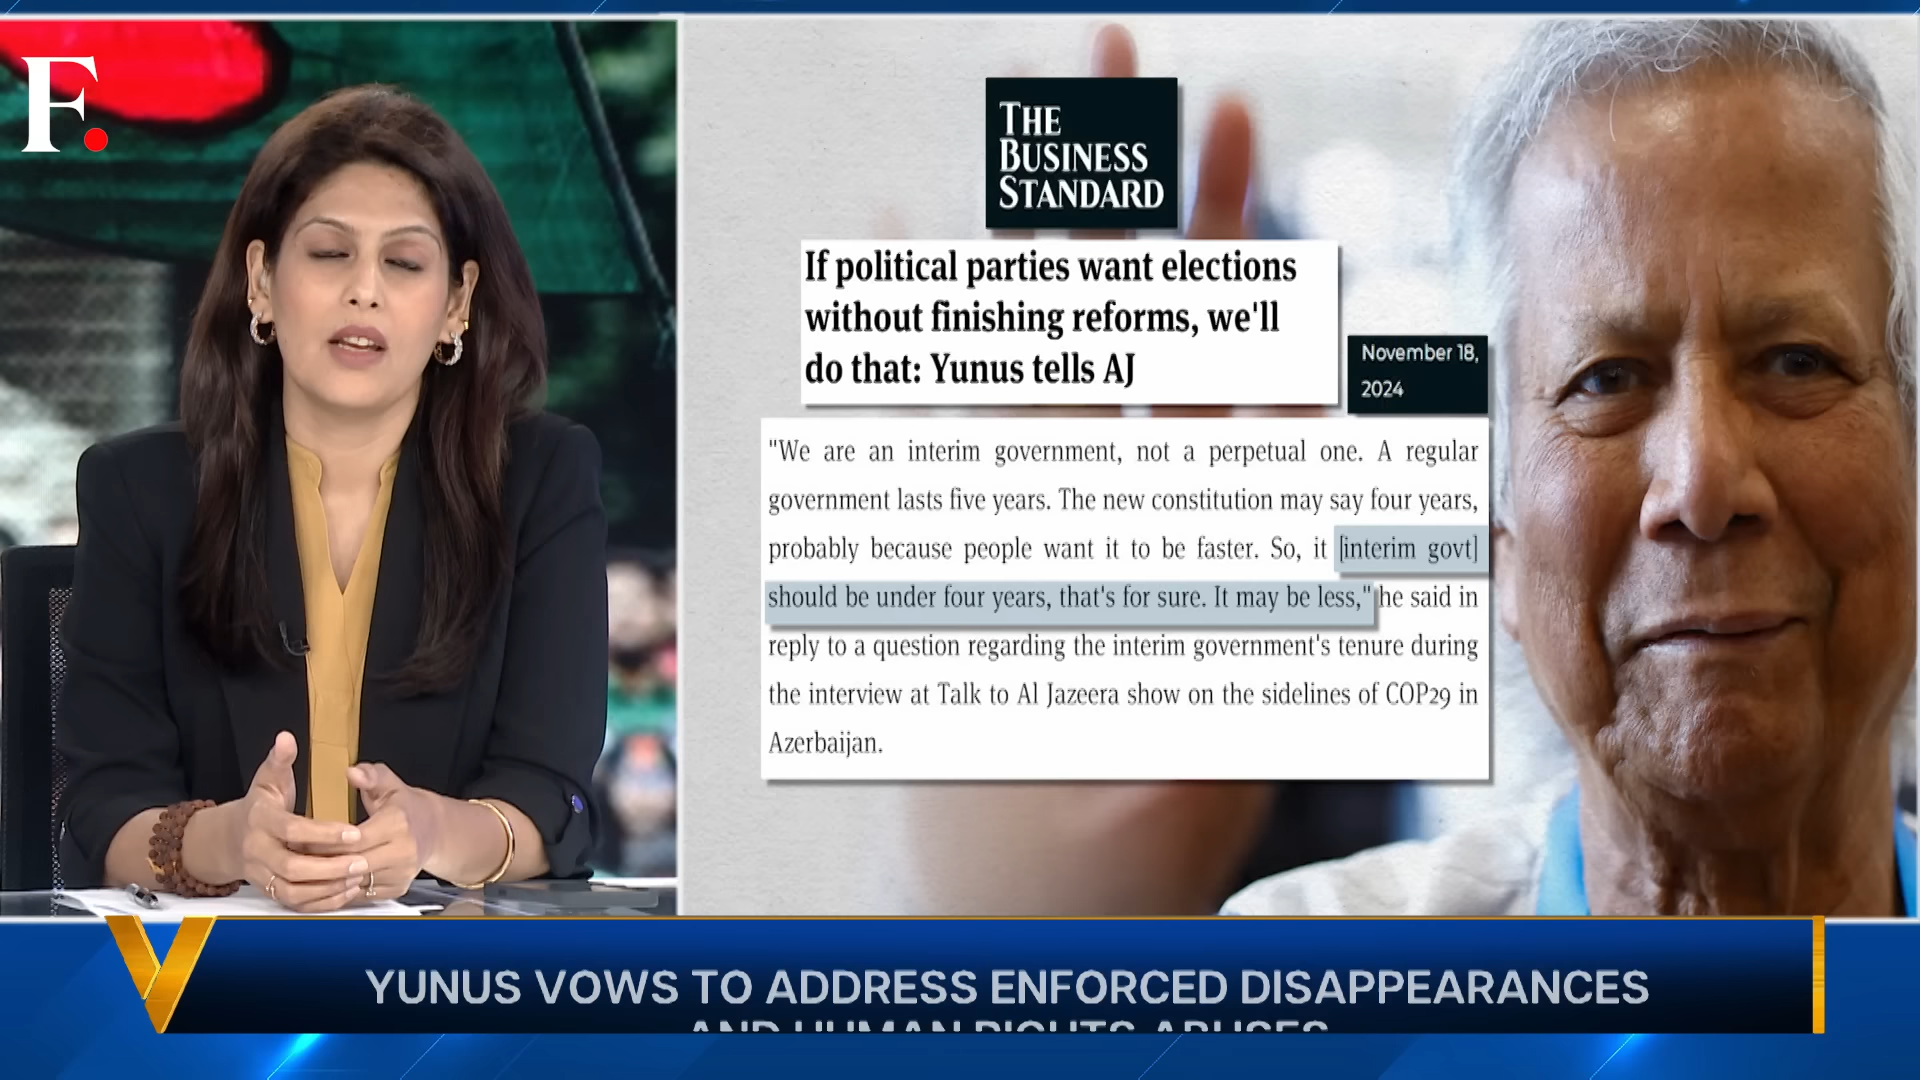 F.
THE
BUSINESS
STANDARD
If political parties want elections
without finishing reforms, we'll
do that: Yunus tells AJ
November 18,
2024
"We are an interim government, not a perpetual one. A regular
government lasts five years. The new constitution may say four years,
probably because people want it to be faster. So, it [interim govt]
should be under four years, that's for sure. It may be less," he said in
reply to a question regarding the interim government's tenure during
the interview at Talk to Al Jazeera show on the sidelines of COP29 in
Azerbaijan.
V
YUNUS VOWS TO ADDRESS ENFORCED DISAPPEARANCES
AND HUMAN RIGHTS ABUSES